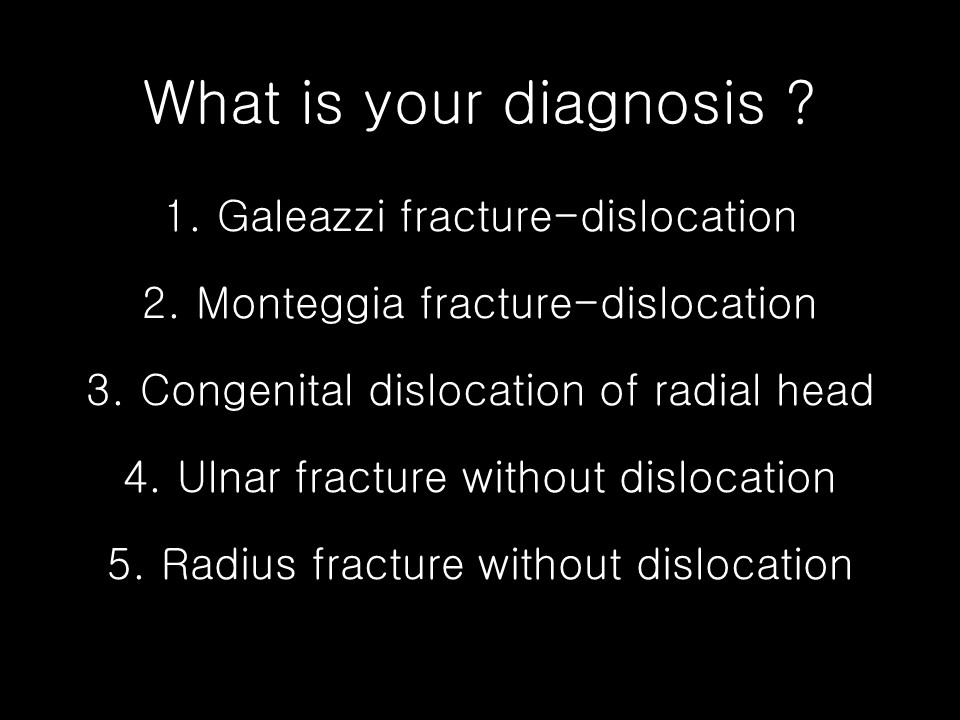 What is your diagnosis ?
1. Galeazzi fracture-dislocation
2. Monteggia fracture-dislocation
3. Congenital dislocation of radial head
4. Ulnar fracture without dislocation
5. Radius fracture without dislocation